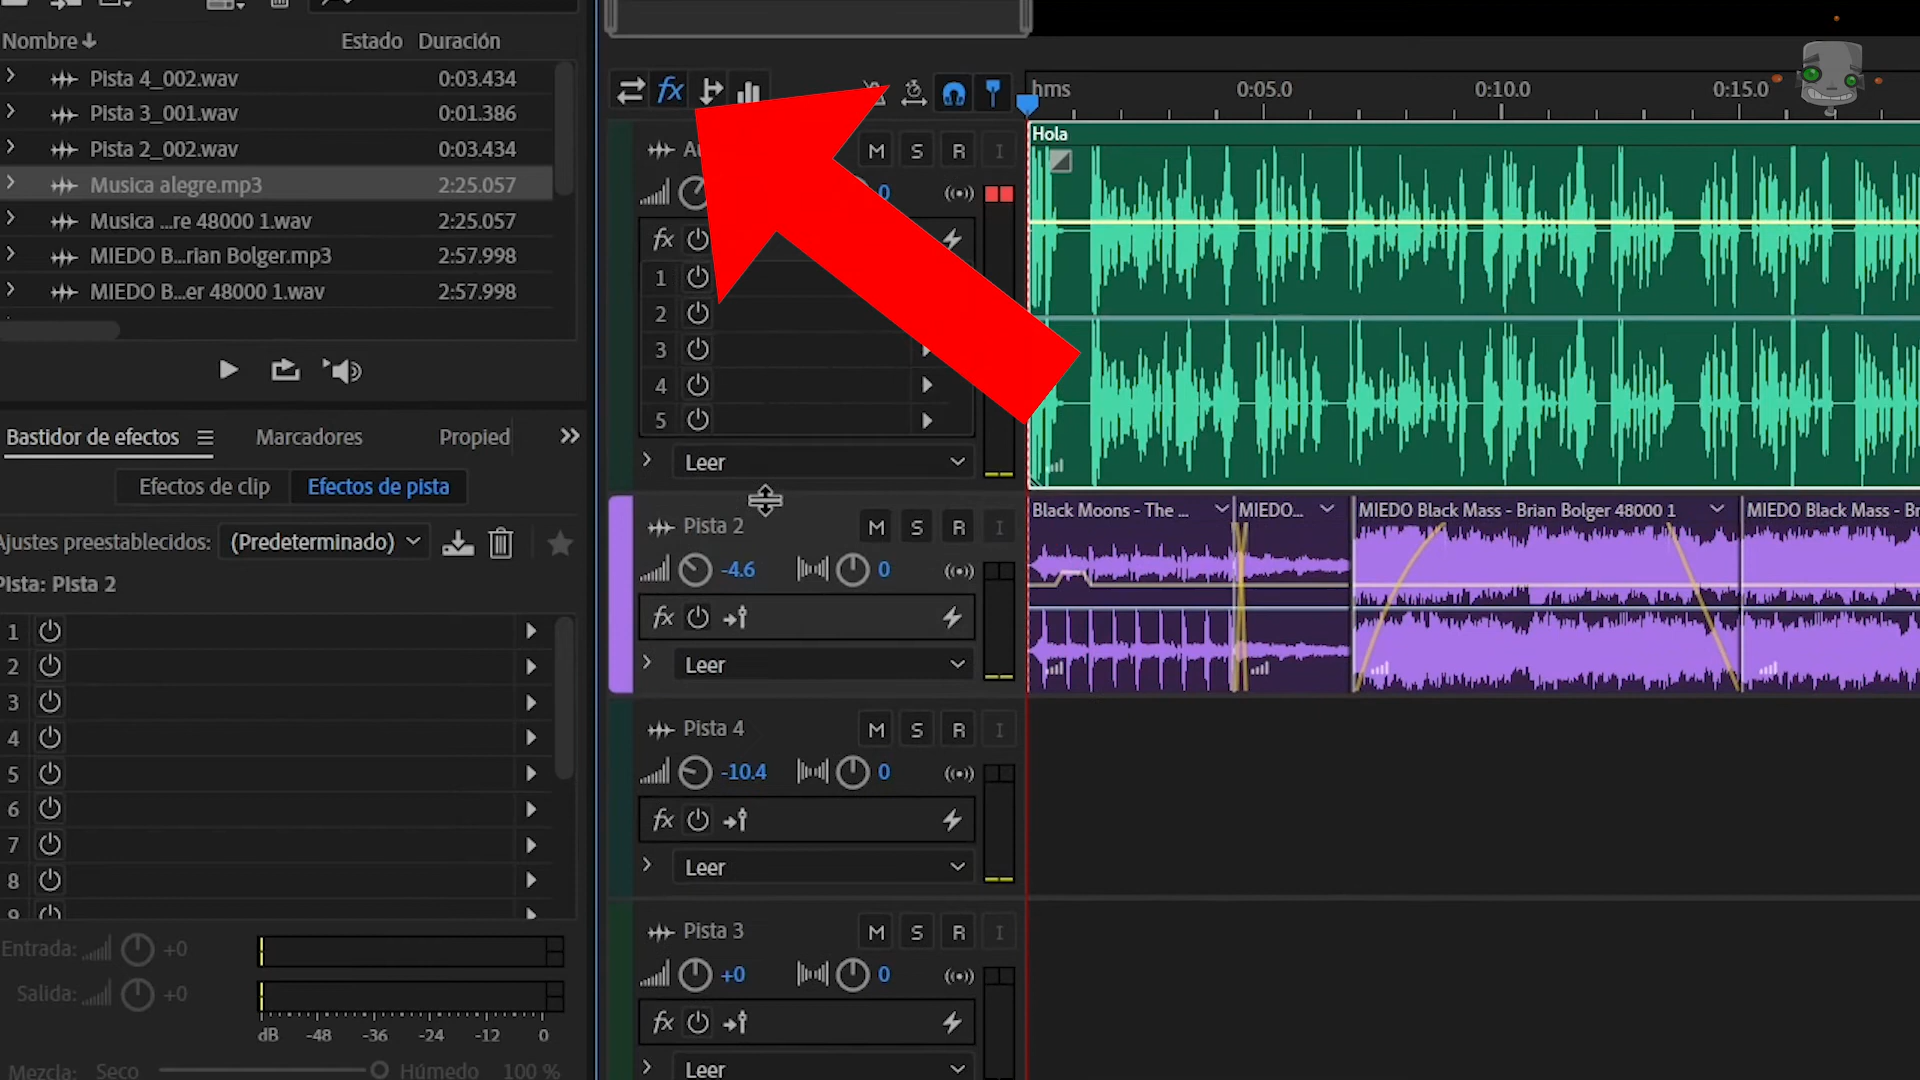 Nombre Estado Duración
Pista 4_002.wav 0:03.434
Pista 3_001.wav 0:01.386
Pista 2_002.wav 0:03.434
Musica alegre.mp3 2:25.057
Musica ...re 48000 1.wav 2:25.057
MIEDO B...rian Bolger.mp3 2:57.998
MIEDO B...er 48000 1.wav 2:57.998
Bastidor de efectos Marcadores Propied
Efectos de clip Efectos de pista
Ajustes preestablecidos: (Predeterminado)
Pista: Pista 2
1
2
3
4
5
6
7
8
9
Entrada: +0
Salida: +0
dB -48 -36 -24 -12 0
Mezcla: Seco Húmedo 100 %
fx
hms 0:05.0 0:10.0 0:15.0
M S R I
0
fx
1
2
3
4
5
Leer
Hola
Pista 2 M S R I
-4.6 0
fx
Leer
Black Moons - The ... MIEDO... MIEDO Black Mass - Brian Bolger 48000 1 MIEDO Black Mass - Br
Pista 4 M S R I
-10.4 0
fx
Leer
Pista 3 M S R I
+0 0
fx
Leer